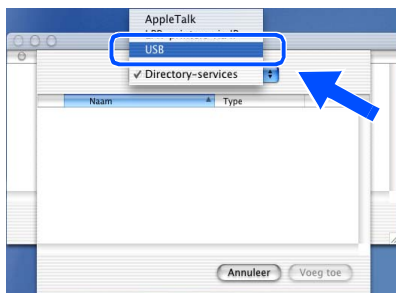 AppleTalk
USB
Directory-services
Naam Type
Annuleer Voeg toe